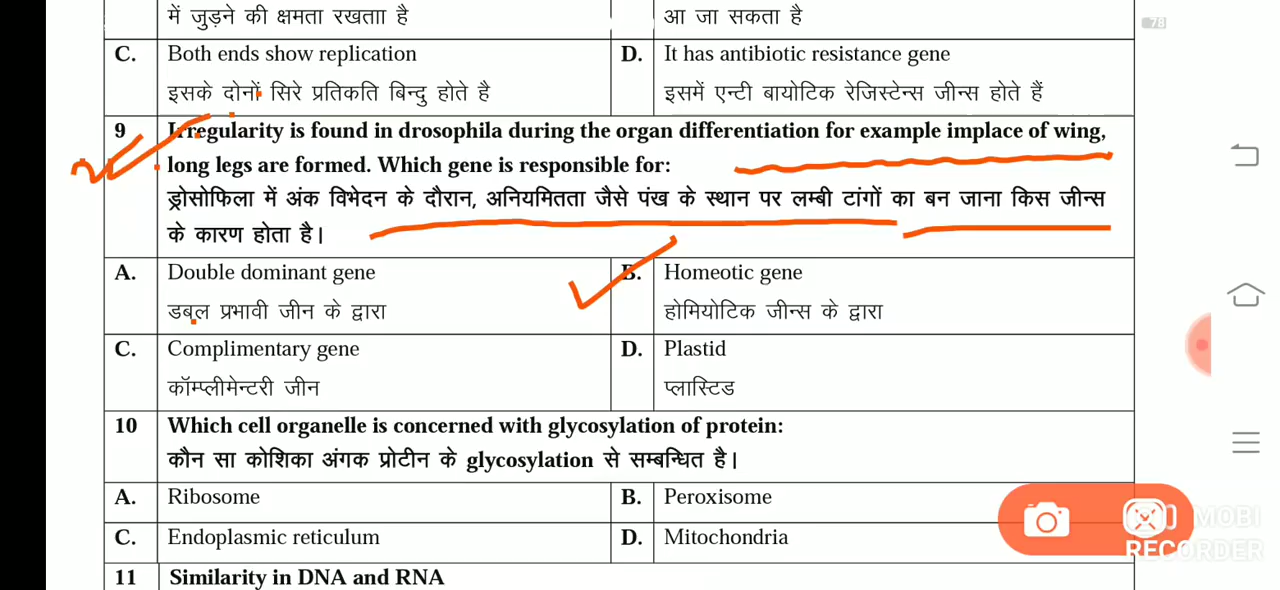 में जुड़ने की क्षमता रखताा है
आ जा सकता है
78
C. Both ends show replication
इसके दोनों सिरे प्रतिकति बिन्दु होते है
D. It has antibiotic resistance gene
इसमें एन्टी बायोटिक रेजिस्टेन्स जीन्स होते हैं
9 Irregularity is found in drosophila during the organ differentiation for example implace of wing,
long legs are formed. Which gene is responsible for:
ड्रोसोफिला में अंक विभेदन के दौरान, अनियमितता जैसे पंख के स्थान पर लम्बी टांगों का बन जाना किस जीन्स
के कारण होता है।
A. Double dominant gene
डबल प्रभावी जीन के द्वारा
B. Homeotic gene
होमियोटिक जीन्स के द्वारा
C. Complimentary gene
कॉम्प्लीमेन्टरी जीन
D. Plastid
प्लास्टिड
10 Which cell organelle is concerned with glycosylation of protein:
कौन सा कोशिका अंगक प्रोटीन के glycosylation से सम्बन्धित है।
A. Ribosome
B. Peroxisome
C. Endoplasmic reticulum
D. Mitochondria
11 Similarity in DNA and RNA
MOBI
RECORDER